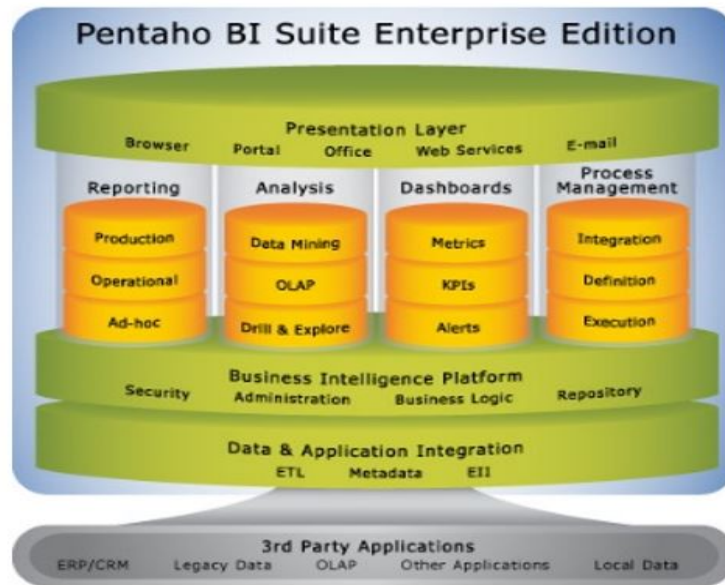 Pentaho BI Suite Enterprise Edition
Presentation Layer
Browser Portal Office Web Services E-mail
Reporting Analysis Dashboards Process Management
Production Data Mining Metrics Integration
Operational OLAP KPIs Definition
Ad-hoc Drill & Explore Alerts Execution
Business Intelligence Platform
Security Administration Business Logic Repository
Data & Application Integration
ETL Metadata EII
3rd Party Applications
ERP/CRM Legacy Data OLAP Other Applications Local Data